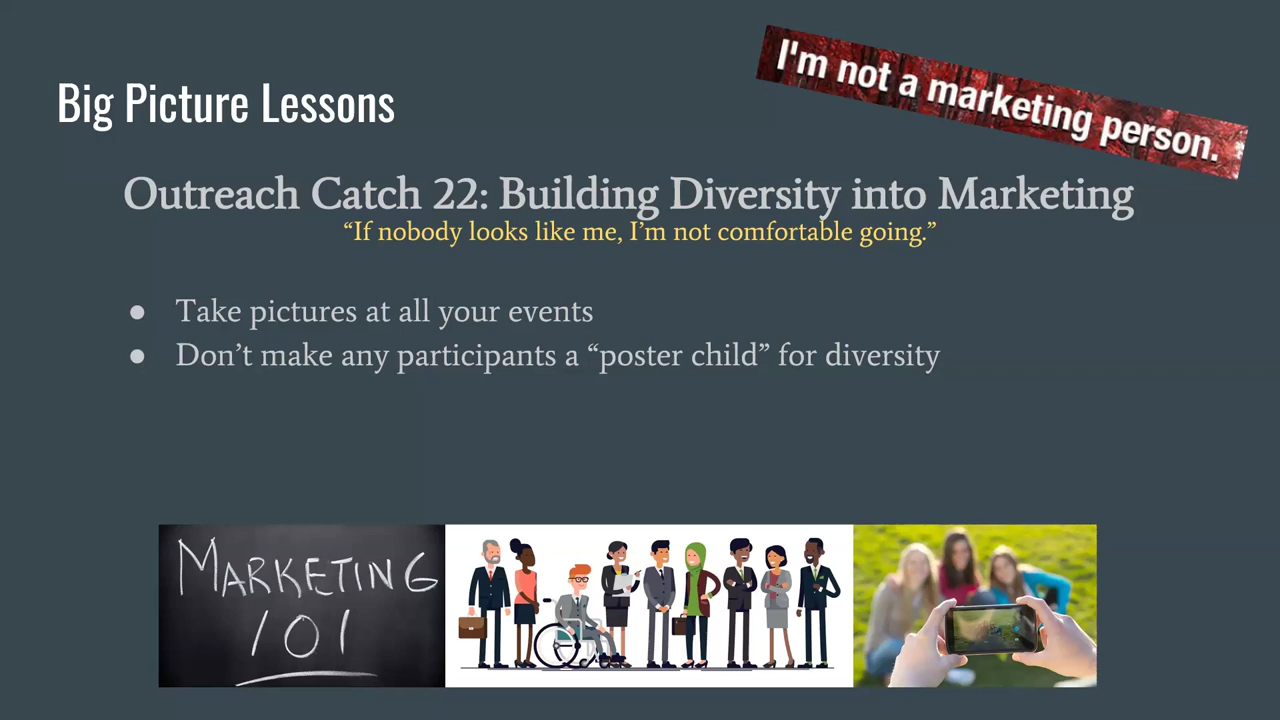 I'm not a marketing person.
Big Picture Lessons
Outreach Catch 22: Building Diversity into Marketing
“If nobody looks like me, I’m not comfortable going.”
● Take pictures at all your events
● Don’t make any participants a “poster child” for diversity
MARKETING
101